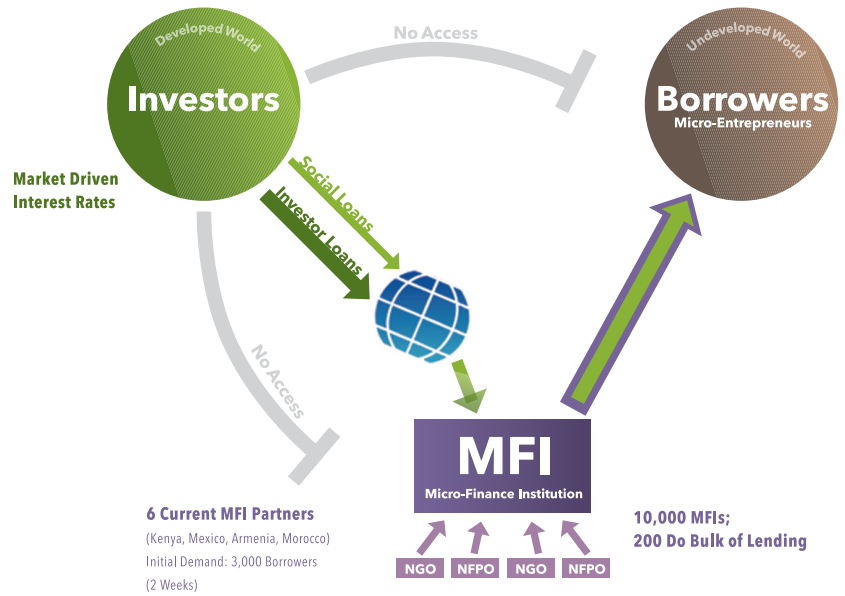 Developed World
Investors
No Access
Undeveloped World
Borrowers
Micro-Entrepreneurs
Market Driven
Interest Rates
Social Loans
Investor Loans
No Access
MFI
Micro-Finance Institution
6 Current MFI Partners
(Kenya, Mexico, Armenia, Morocco)
Initial Demand: 3,000 Borrowers
(2 Weeks)
10,000 MFIs;
200 Do Bulk of Lending
NGO
NFPO
NGO
NFPO